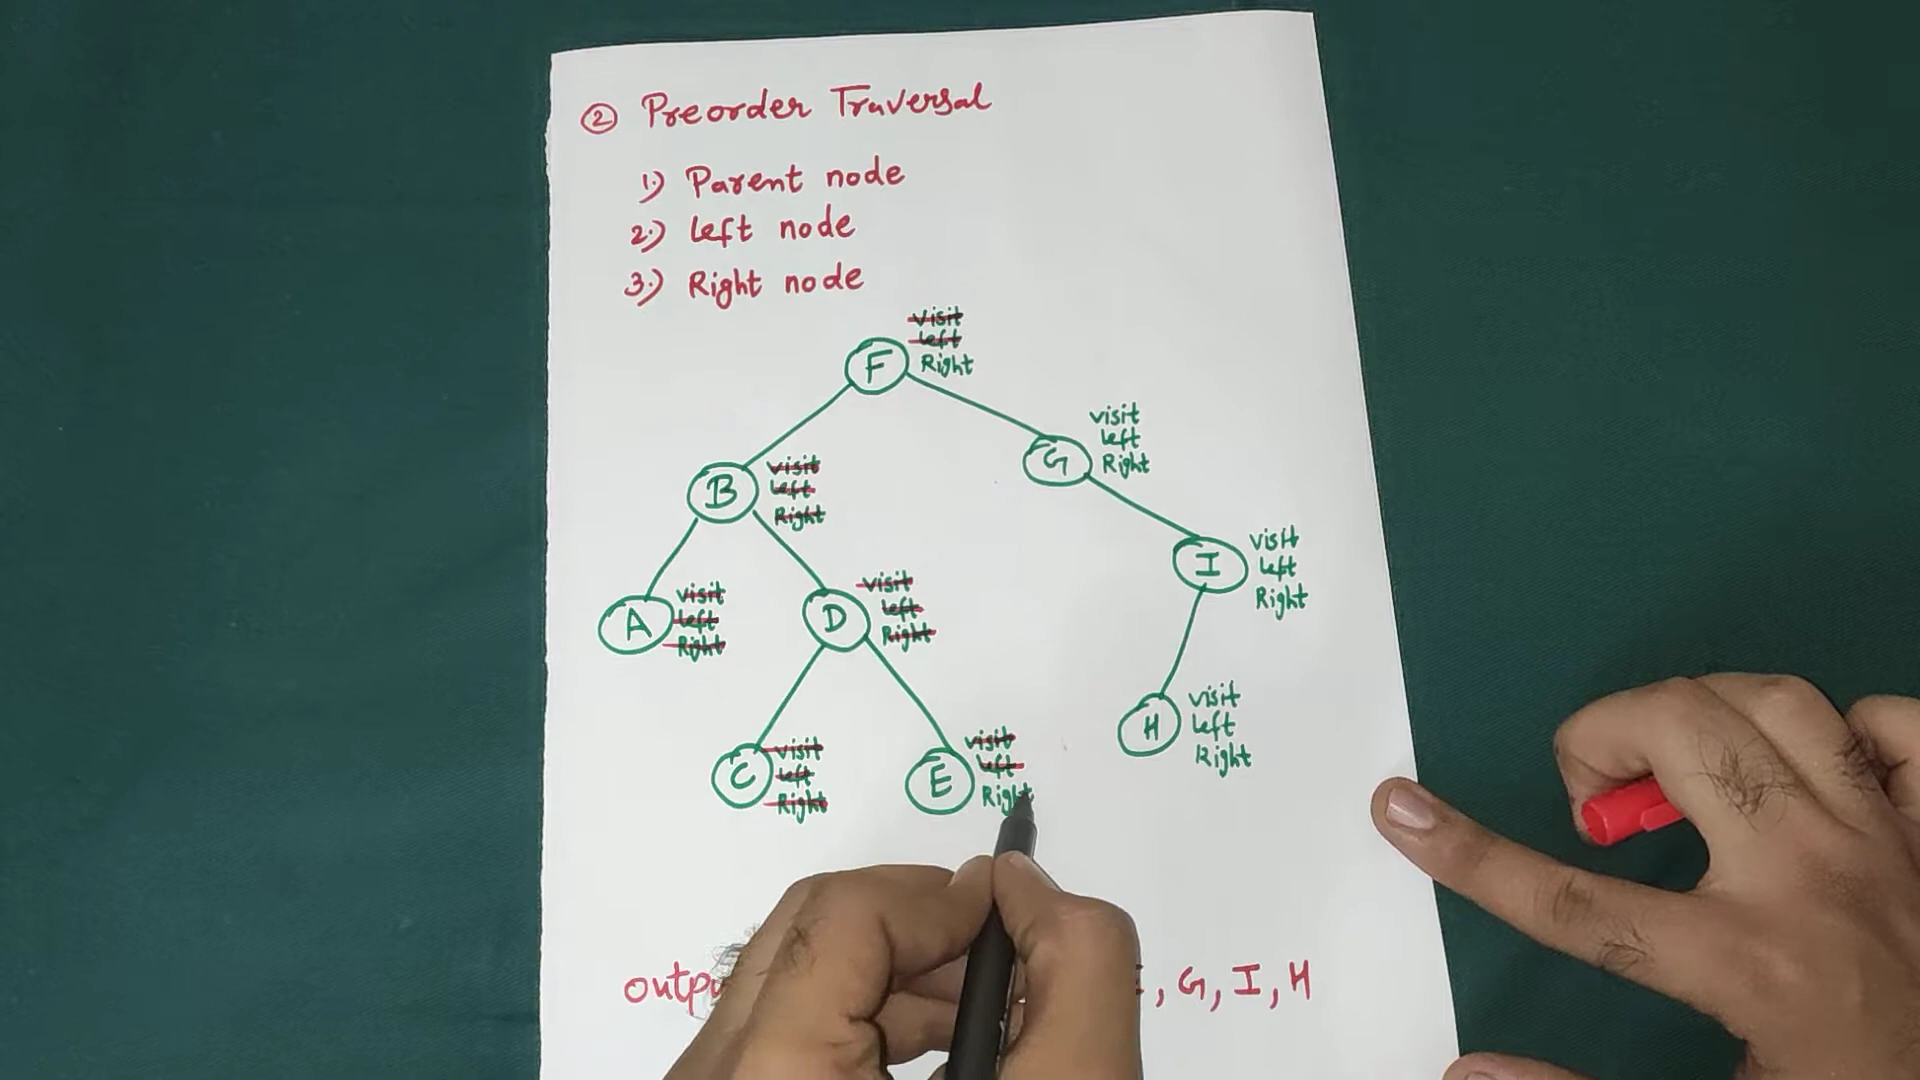 ② Preorder Traversal
1.) Parent node
2.) Left node
3.) Right node
F
visit
left
Right
G
visit
left
Right
B
visit
left
Right
I
visit
left
Right
A
visit
left
Right
D
visit
left
Right
H
visit
left
Right
C
visit
left
Right
E
visit
left
Right
, G, I, H